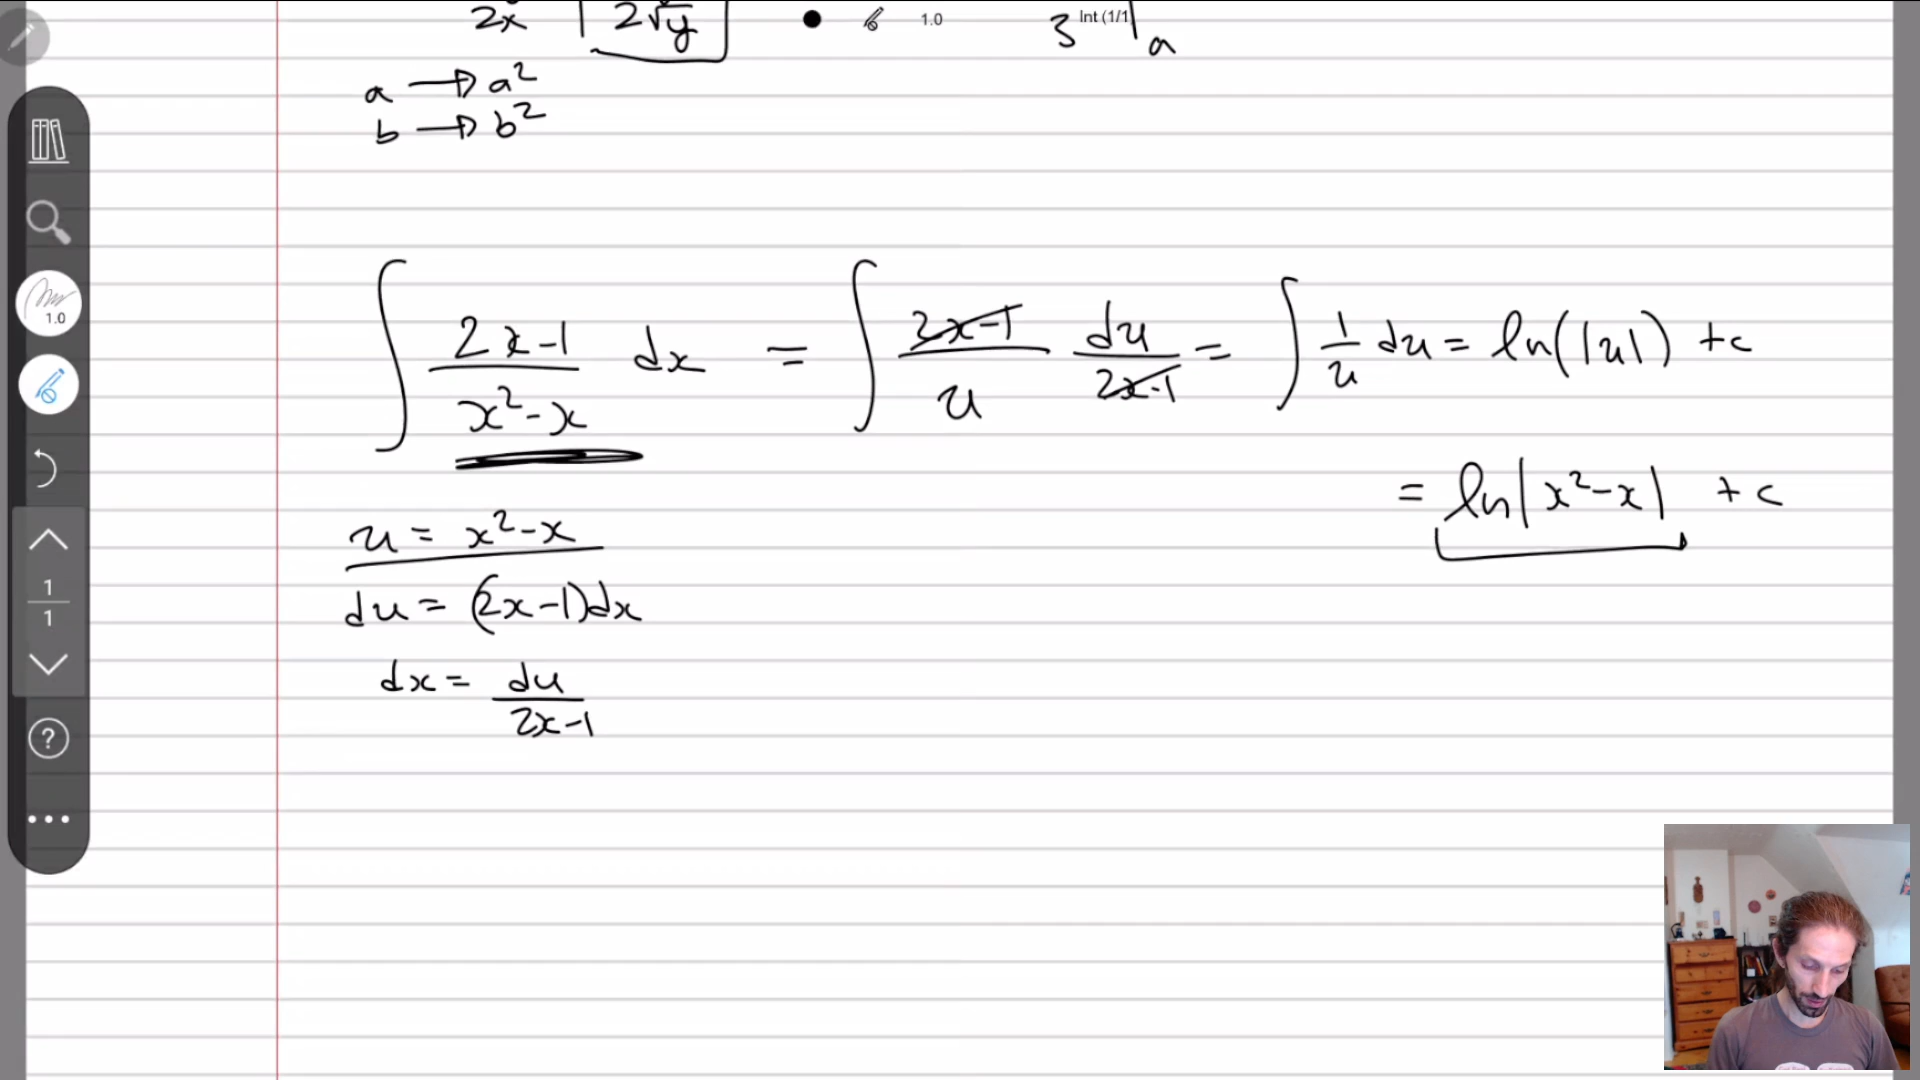 2x 2√y 1.0 3 Int (1/1) a
a → a²
b → b²
1.0
∫ 2x-1 / x²-x dx = ∫ 2x-1 / u du / 2x-1 = ∫ 1/u du = ln(|u|) + c
= ln|x²-x| + c
u = x²-x
du = (2x-1)dx
dx = du / 2x-1
1
1
?